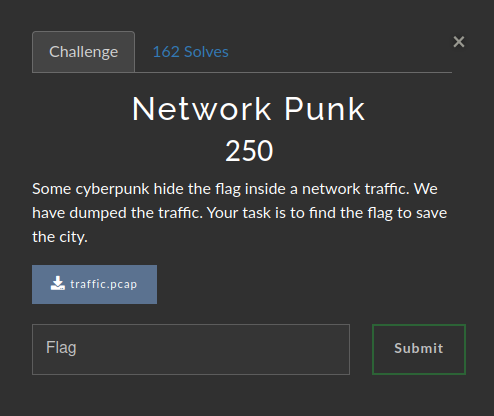 Challenge
162 Solves
×
Network Punk
250
Some cyberpunk hide the flag inside a network traffic. We
have dumped the traffic. Your task is to find the flag to save
the city.
traffic.pcap
Flag
Submit